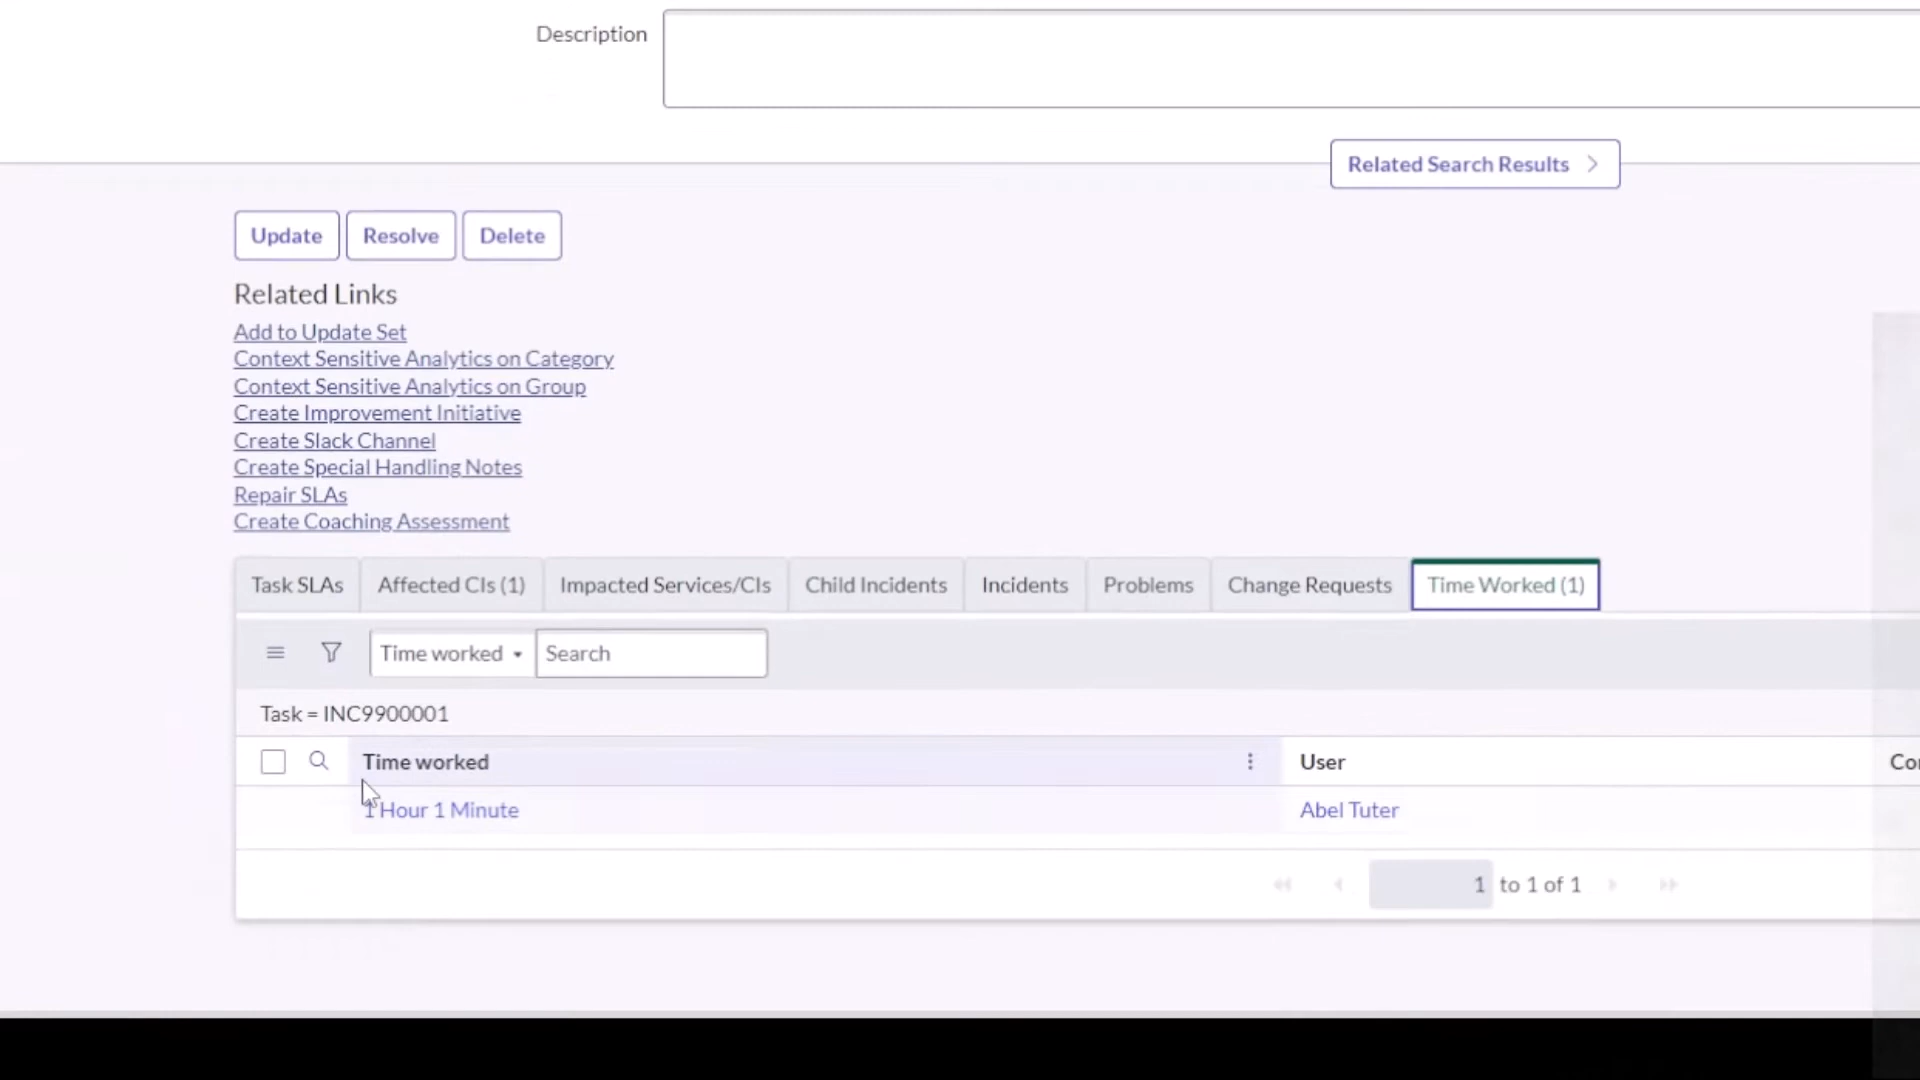 Description
Related Search Results
Update Resolve Delete
Related Links
Add to Update Set
Context Sensitive Analytics on Category
Context Sensitive Analytics on Group
Create Improvement Initiative
Create Slack Channel
Create Special Handling Notes
Repair SLAs
Create Coaching Assessment
Task SLAs Affected CIs (1) Impacted Services/CIs Child Incidents Incidents Problems Change Requests Time Worked (1)
Time worked Search
Task = INC9900001
Time worked User
1 Hour 1 Minute Abel Tuter
1 to 1 of 1